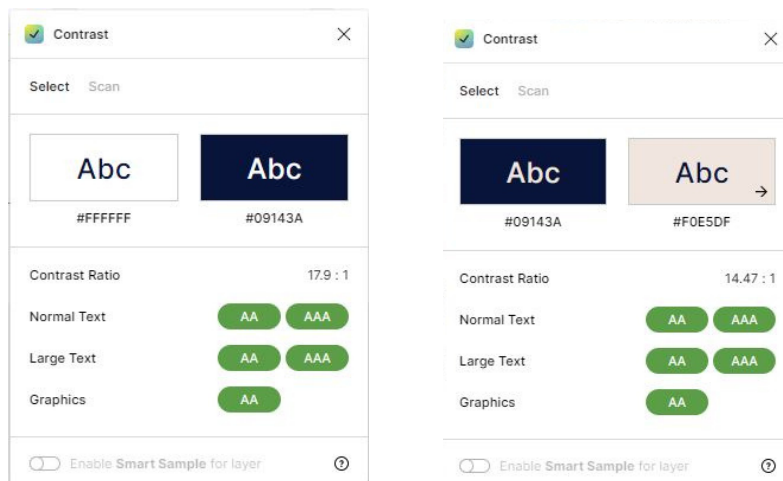 Contrast
Select Scan
Abc Abc
#FFFFFF #09143A
Contrast Ratio 17.9 : 1
Normal Text AA AAA
Large Text AA AAA
Graphics AA
Enable Smart Sample for layer ?
Contrast
Select Scan
Abc Abc
#09143A #F0E5DF
Contrast Ratio 14.47 : 1
Normal Text AA AAA
Large Text AA AAA
Graphics AA
Enable Smart Sample for layer ?